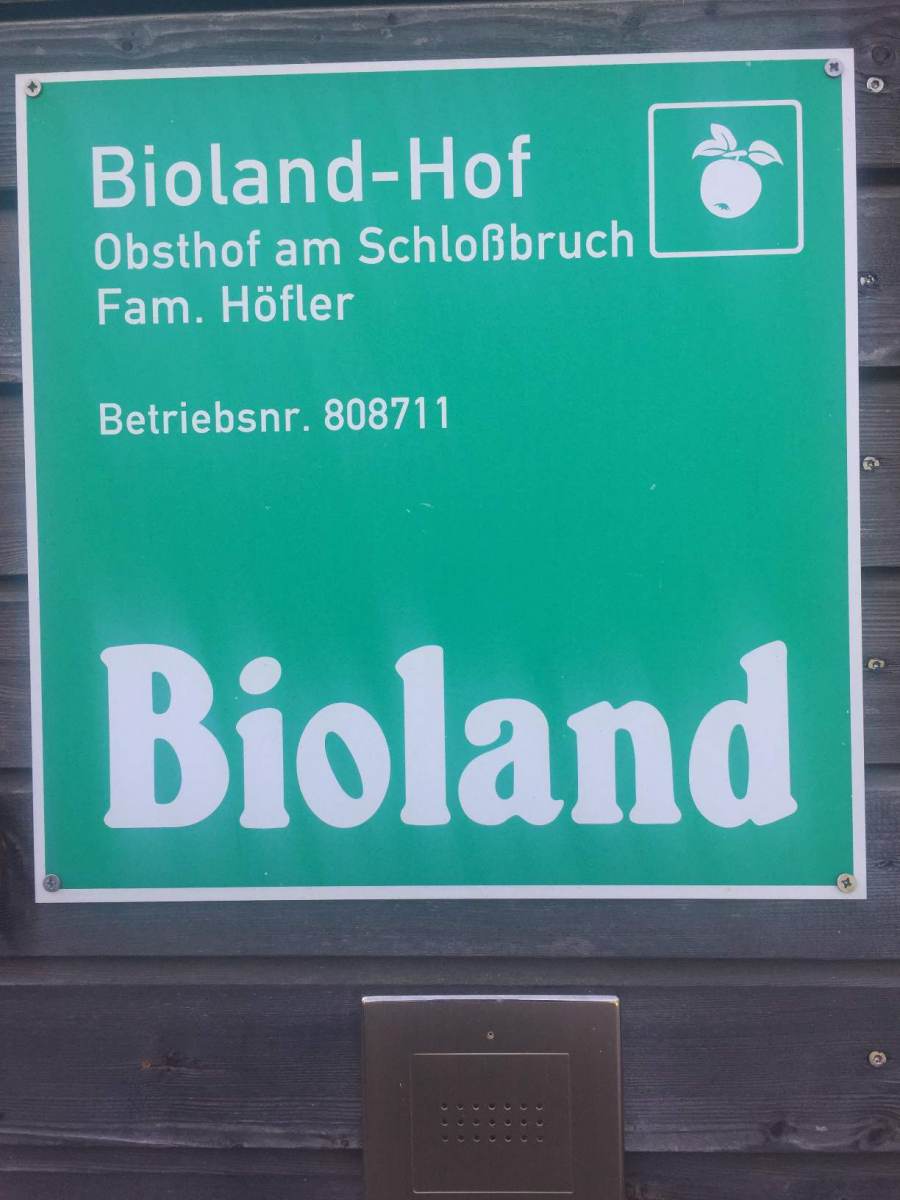 Bioland-Hof
Obsthof am Schloßbruch
Fam. Höfler
Betriebsnr. 808711
Bioland